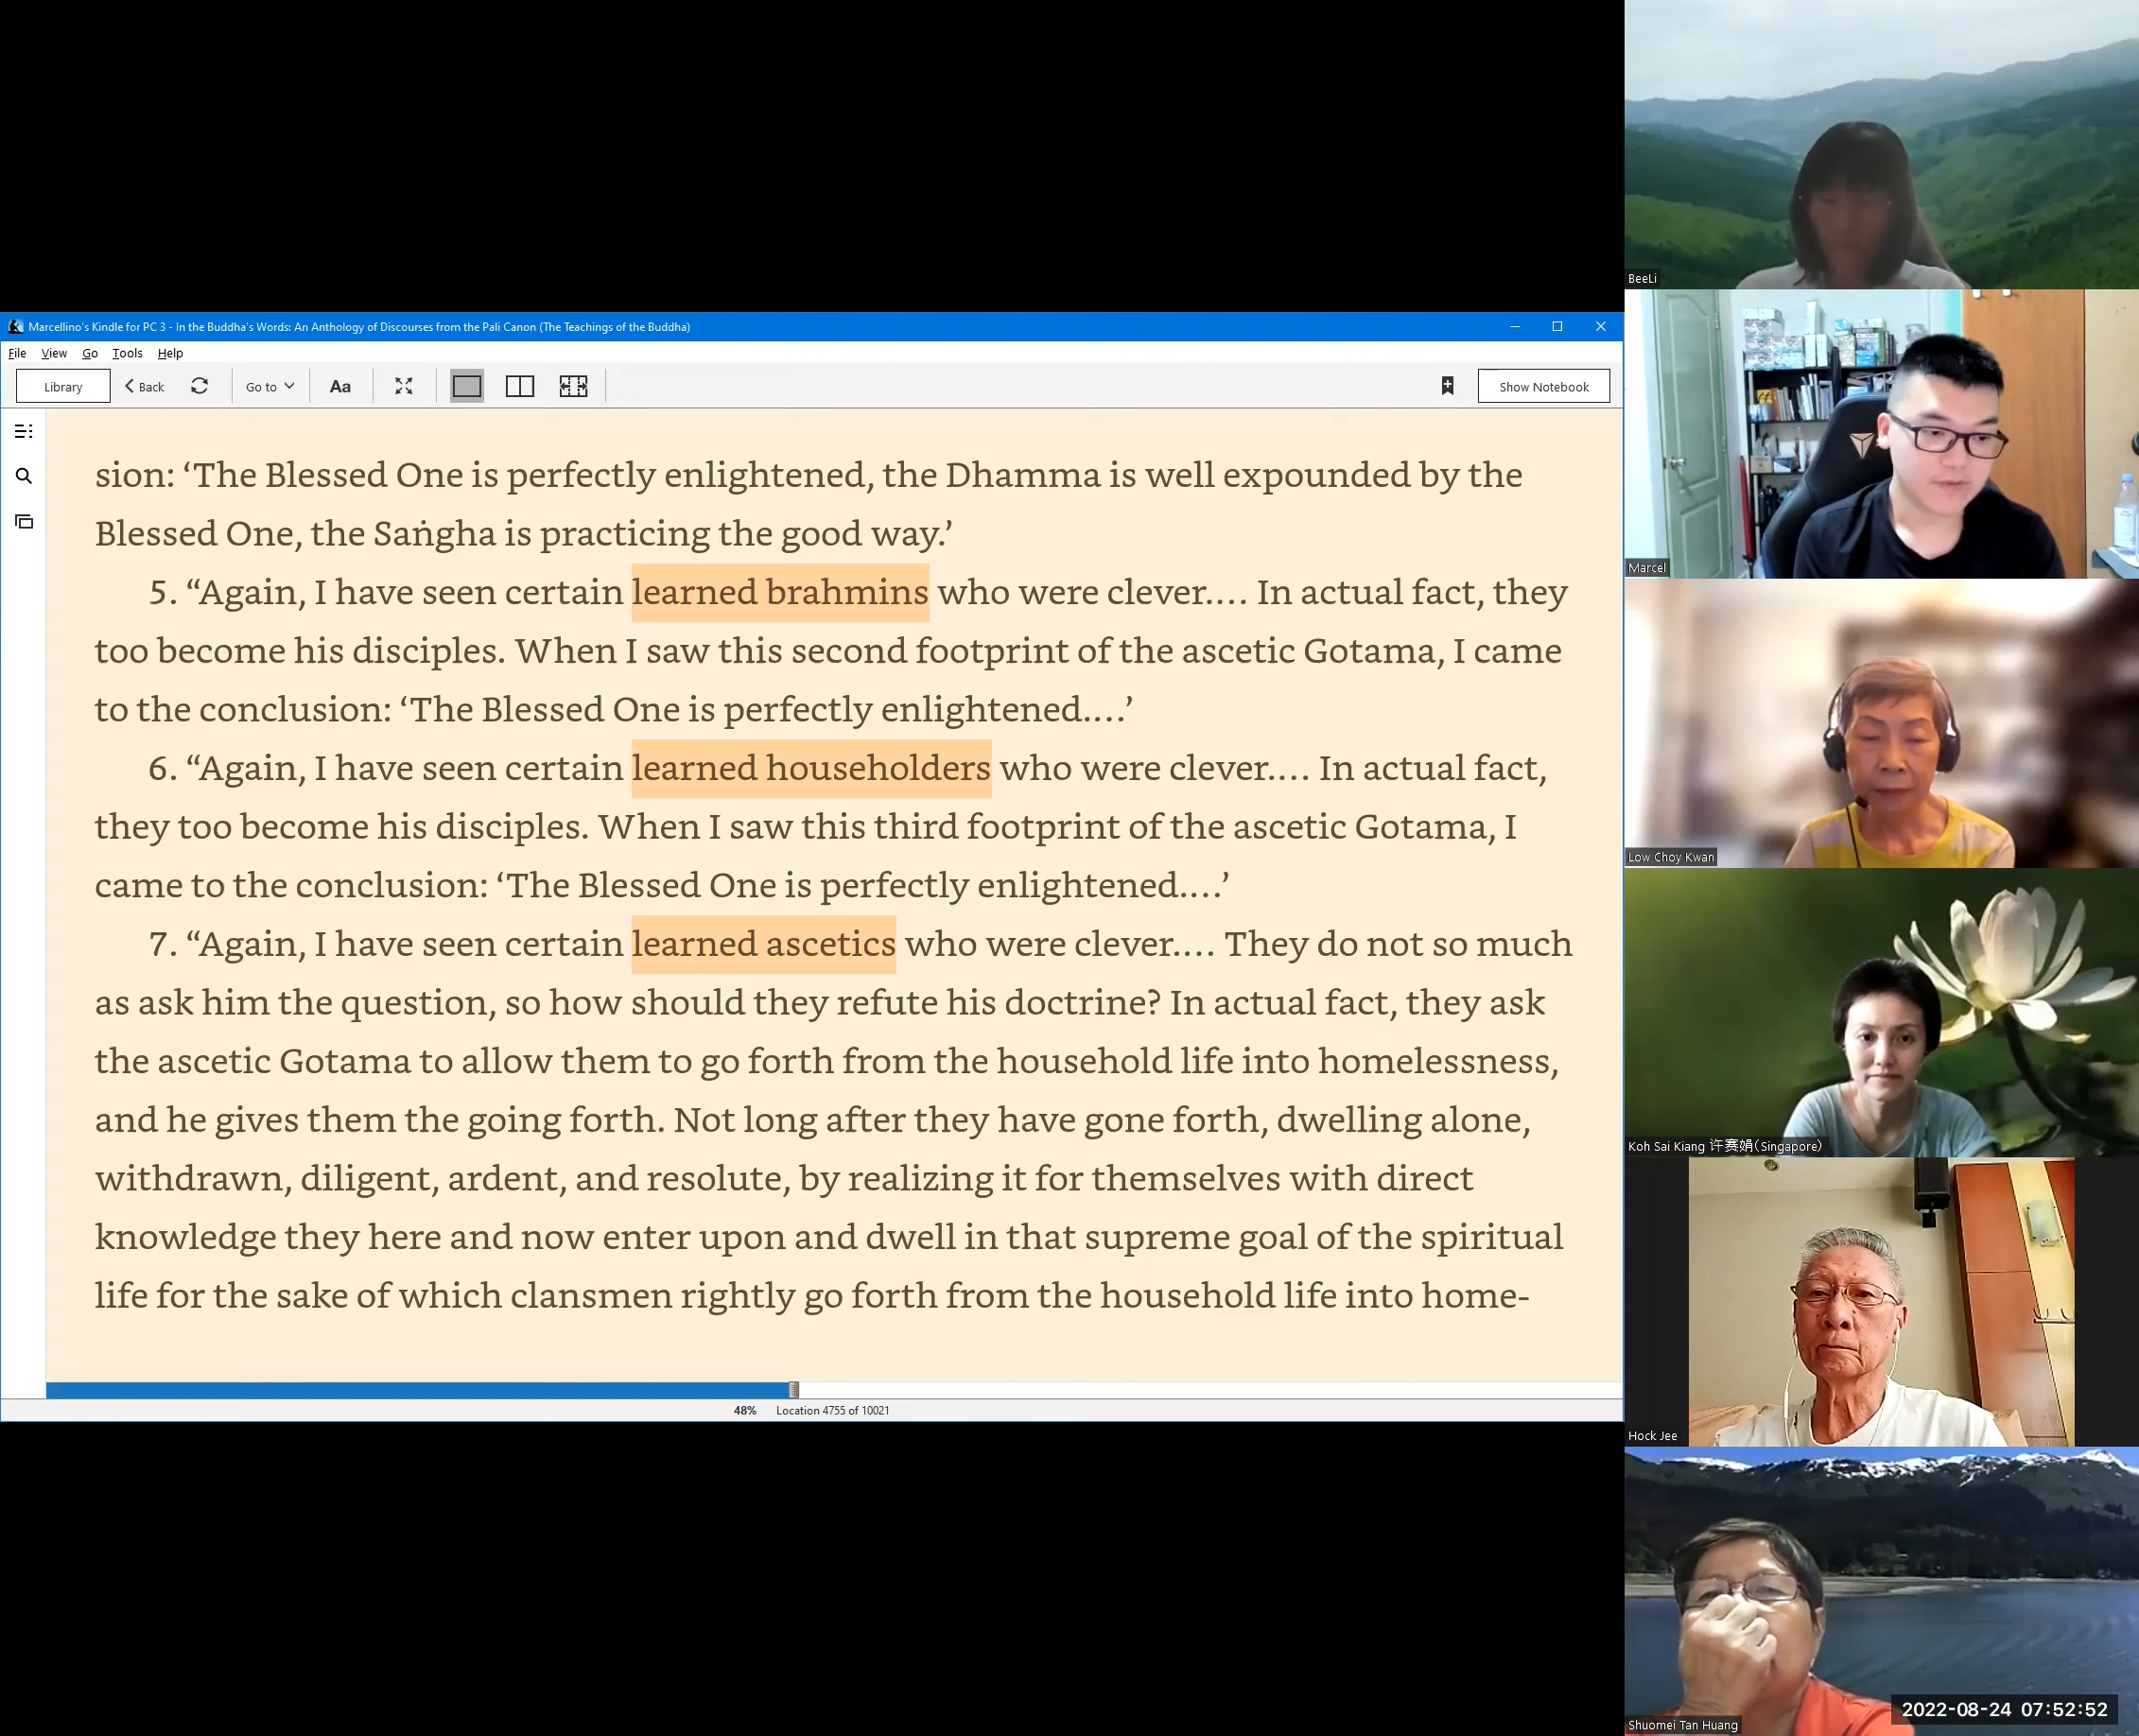 Marcellino's Kindle for PC 3 - In the Buddha's Words: An Anthology of Discourses from the Pali Canon (The Teachings of the Buddha)
File View Go Tools Help
Library Back Go to Aa Show Notebook
sion: ‘The Blessed One is perfectly enlightened, the Dhamma is well expounded by the
Blessed One, the Saṅgha is practicing the good way.’
5. “Again, I have seen certain learned brahmins who were clever.… In actual fact, they
too become his disciples. When I saw this second footprint of the ascetic Gotama, I came
to the conclusion: ‘The Blessed One is perfectly enlightened.…’
6. “Again, I have seen certain learned householders who were clever.… In actual fact,
they too become his disciples. When I saw this third footprint of the ascetic Gotama, I
came to the conclusion: ‘The Blessed One is perfectly enlightened.…’
7. “Again, I have seen certain learned ascetics who were clever.… They do not so much
as ask him the question, so how should they refute his doctrine? In actual fact, they ask
the ascetic Gotama to allow them to go forth from the household life into homelessness,
and he gives them the going forth. Not long after they have gone forth, dwelling alone,
withdrawn, diligent, ardent, and resolute, by realizing it for themselves with direct
knowledge they here and now enter upon and dwell in that supreme goal of the spiritual
life for the sake of which clansmen rightly go forth from the household life into home-
48% Location 4755 of 10021
BeeLi
Marcel
Low Choy Kwan
Koh Sai Kiang 许赛娟(Singapore)
Hock Jee
Shuomei Tan Huang
2022-08-24 07:52:52